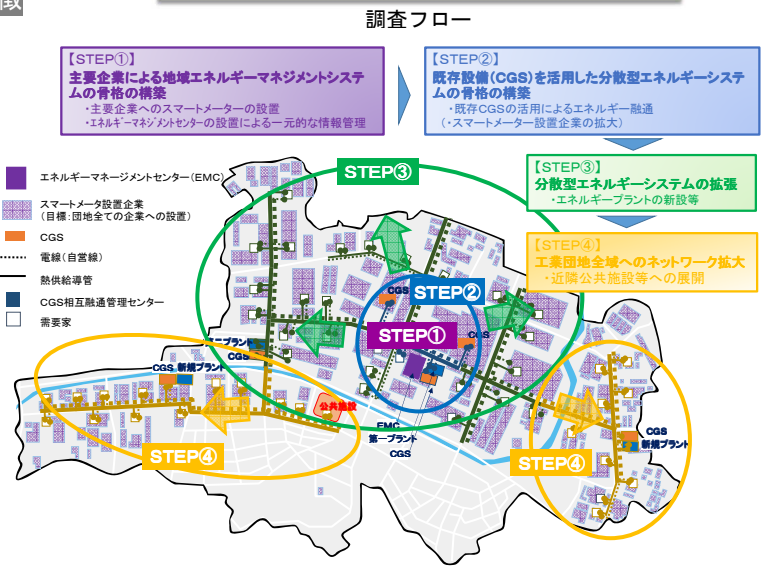 徴
調査フロー
【STEP①】
主要企業による地域エネルギーマネジメントシステ
ムの骨格の構築
・主要企業へのスマートメーターの設置
・エネルギーマネジメントセンターの設置による一元的な情報管理
【STEP②】
既存設備(CGS)を活用した分散型エネルギーシステ
ムの骨格の構築
・既存CGSの活用によるエネルギー融通
(・スマートメーター設置企業の拡大)
【STEP③】
分散型エネルギーシステムの拡張
・エネルギープラントの新設等
【STEP④】
工業団地全域へのネットワーク拡大
・近隣公共施設等への展開
エネルギーマネージメントセンター(EMC)
スマートメータ設置企業
(目標:団地全ての企業への設置)
CGS
電線(自営線)
熱供給導管
CGS相互融通管理センター
需要家
STEP③
CGS
STEP②
STEP①
CGS
CGS
CGS 新規プラント
公共施設
EMC
第一プラント
CGS
STEP④
STEP④
CGS
新規プラント